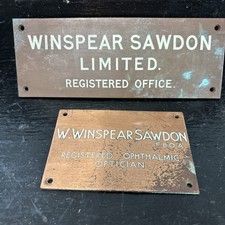 WINSPEAR SAWDON
LIMITED.
REGISTERED OFFICE.
W. WINSPEAR SAWDON
F.B.O.A.
REGISTERED OPHTHALMIC
OPTICIAN